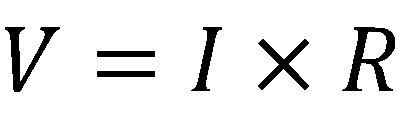 V = I × R